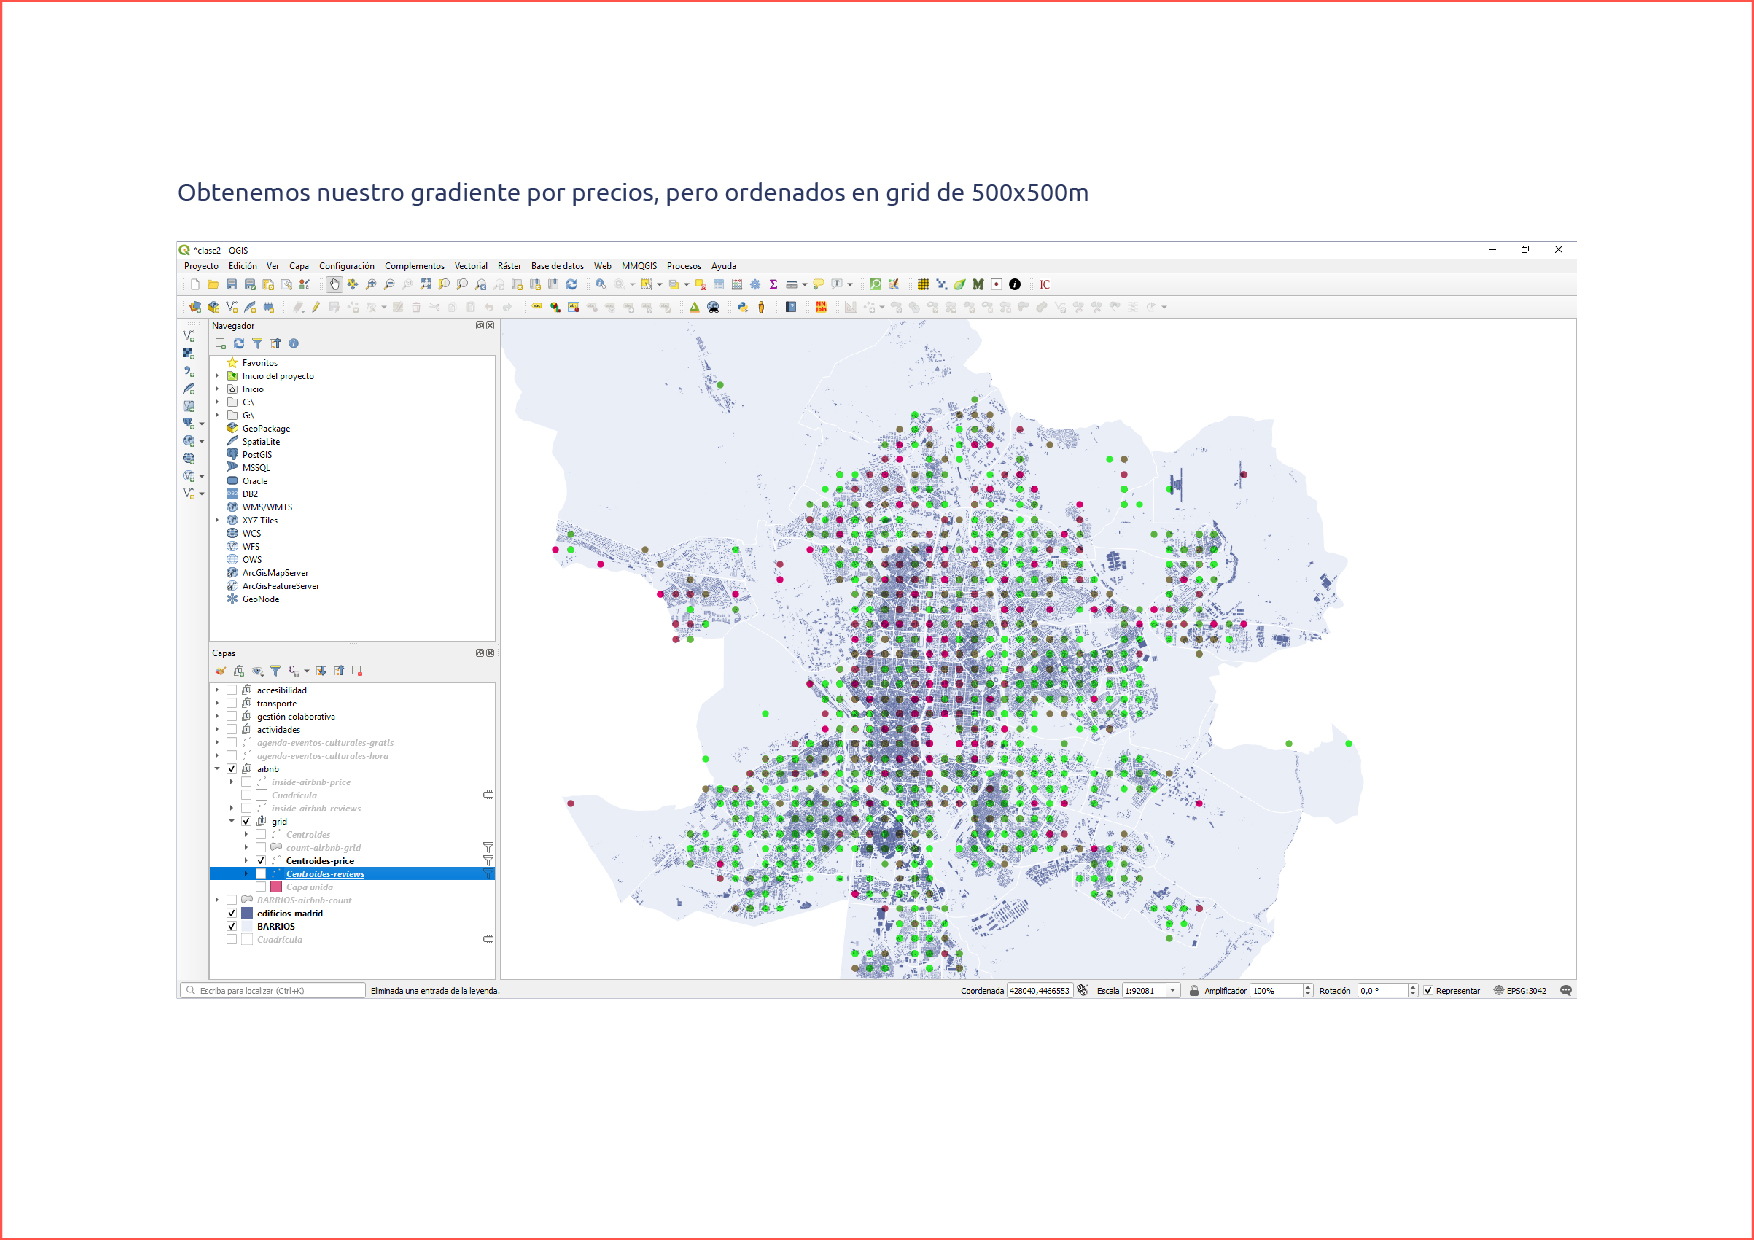 Obtenemos nuestro gradiente por precios, pero ordenados en grid de 500x500m
*clase2 QGIS
Proyecto Edición Ver Capa Configuración Complementos Vectorial Ráster Base de datos Web MMQGIS Procesos Ayuda
IC
Navegador
Favoritos
Inicio del proyecto
Inicio
C:\
G:\
GeoPackage
SpatiaLite
PostGIS
MSSQL
Oracle
DB2
WMS/WMTS
XYZ Tiles
WCS
WFS
OWS
ArcGisMapServer
ArcGisFeatureServer
GeoNode
Capas
accesibilidad
transporte
gestión colaborativa
actividades
agenda-eventos-culturales-gratis
agenda-eventos-culturales-hora
airbnb
inside-airbnb-price
Cuadrícula
inside-airbnb-reviews
grid
Centroides
count-airbnb-grid
Centroides-price
Centroides-reviews
Capa unida
BARRIOS-airbnb-count
edificios_madrid
BARRIOS
Cuadrícula
Escriba para localizar (Ctrl+K) Eliminada una entrada de la leyenda. Coordenada 428040,4466553 Escala 1:92081 Amplificador 100% Rotación 0,0 ° Representar EPSG:3042